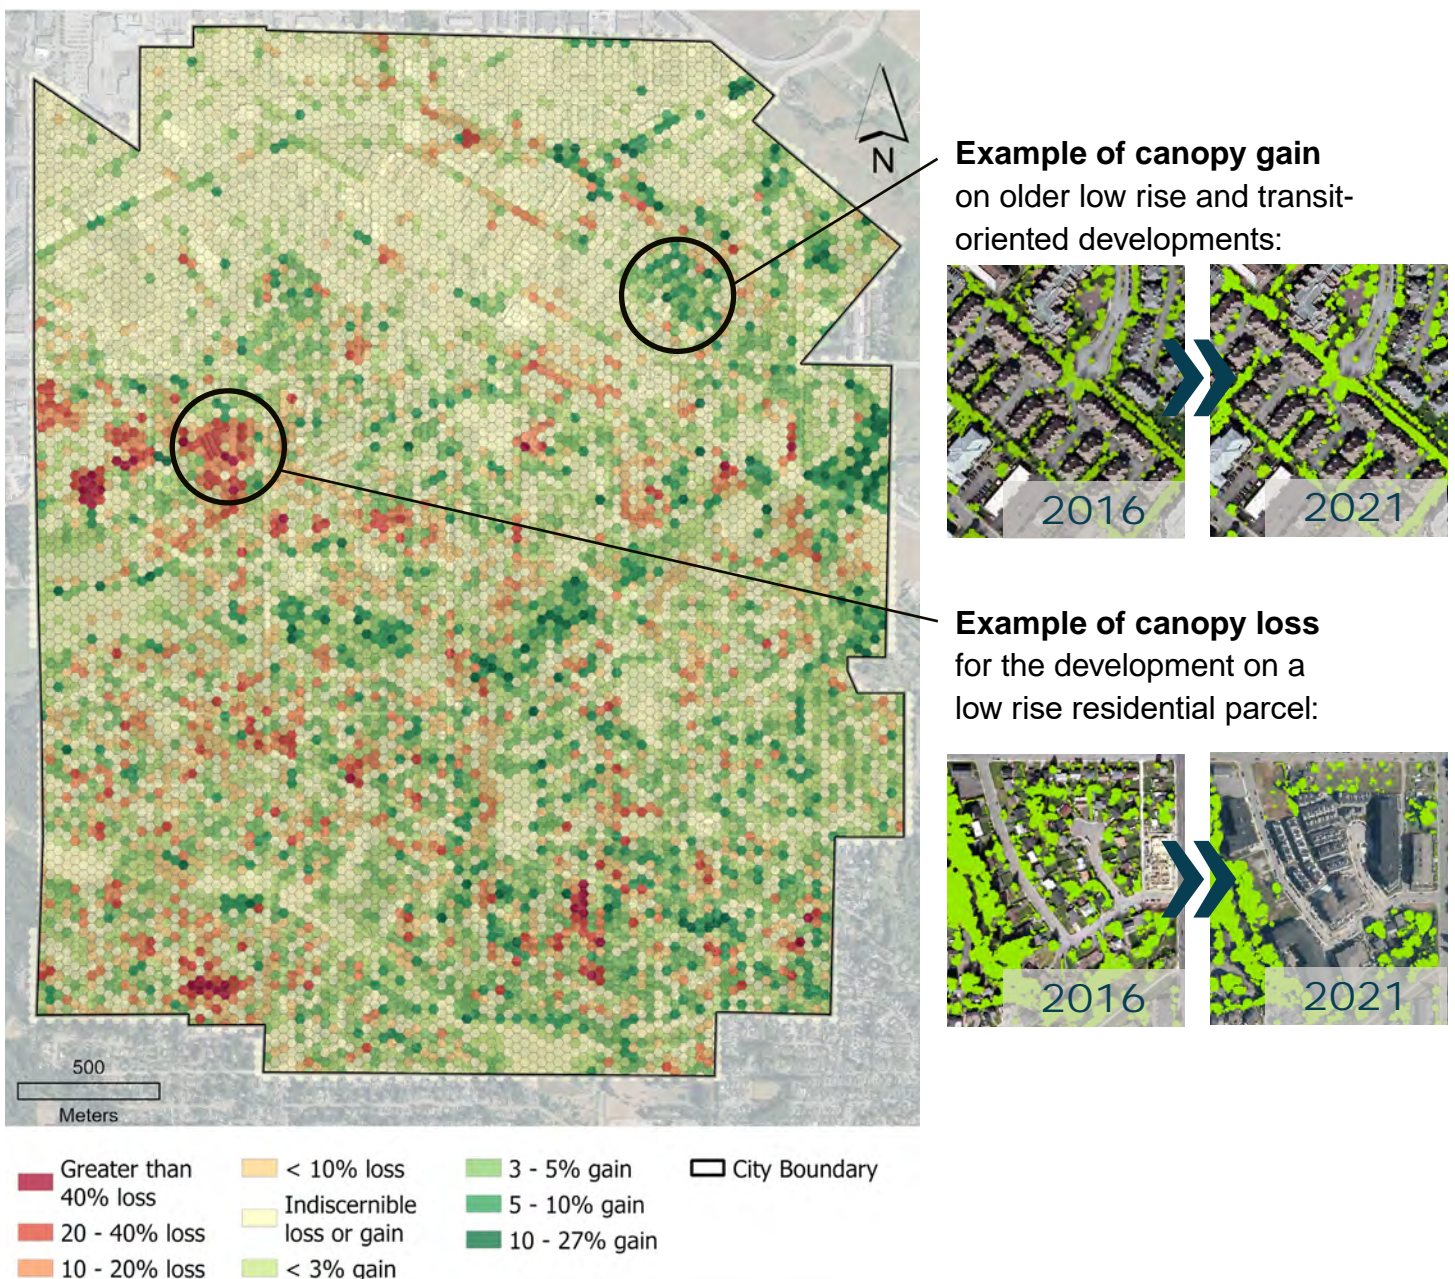 N
Example of canopy gain
on older low rise and transit-
oriented developments:
2016
2021
Example of canopy loss
for the development on a
low rise residential parcel:
2016
2021
500
Meters
Greater than
40% loss
20 - 40% loss
10 - 20% loss
< 10% loss
Indiscernible
loss or gain
< 3% gain
3 - 5% gain
5 - 10% gain
10 - 27% gain
City Boundary